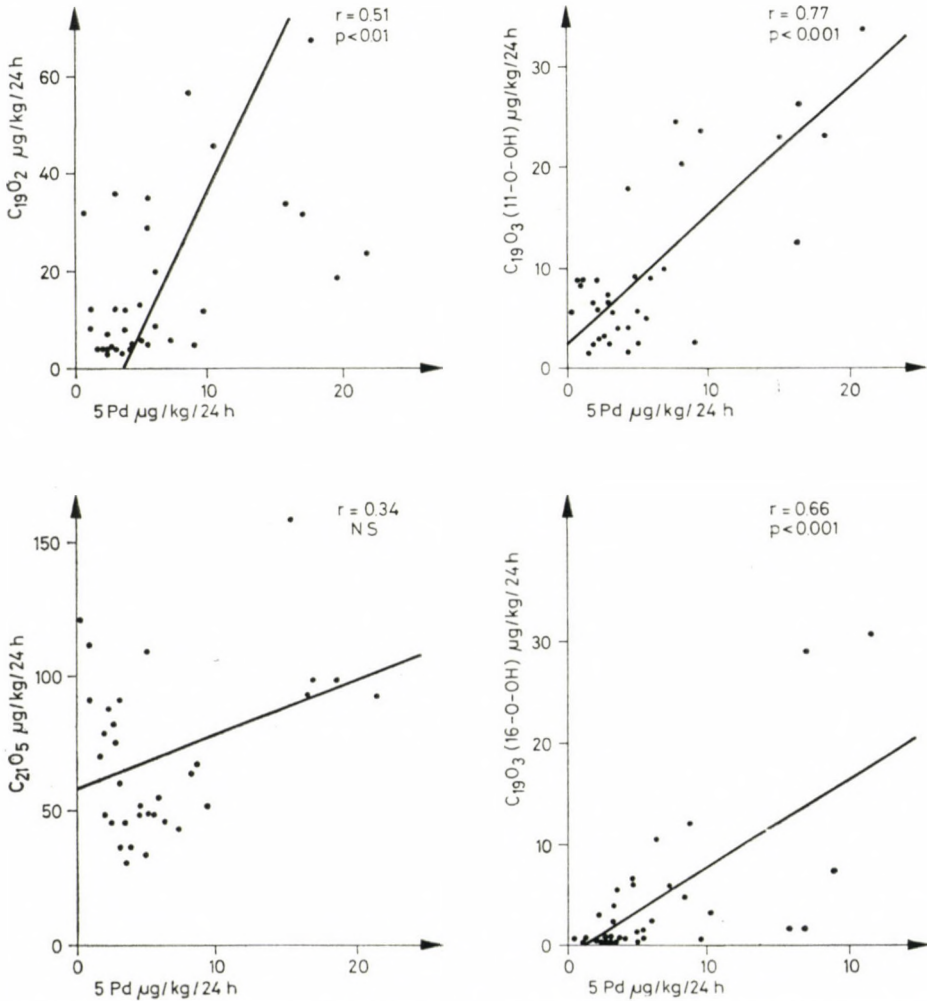 r = 0.51
p < 0.01
C19O2 µg/kg/24h
60
40
20
0
0
10
20
5 Pd µg/kg/24 h
r = 0.77
p < 0.001
C19O3 (11-O-OH) µg/kg/24h
30
20
10
0
0
10
20
5 Pd µg/kg/24 h
r = 0.34
NS
C21O5 µg/kg/24h
150
100
50
0
0
10
20
5 Pd µg/kg/24 h
r = 0.66
p < 0.001
C19O3 (16-O-OH) µg/kg/24h
30
20
10
0
0
10
10
5 Pd µg/kg/24 h